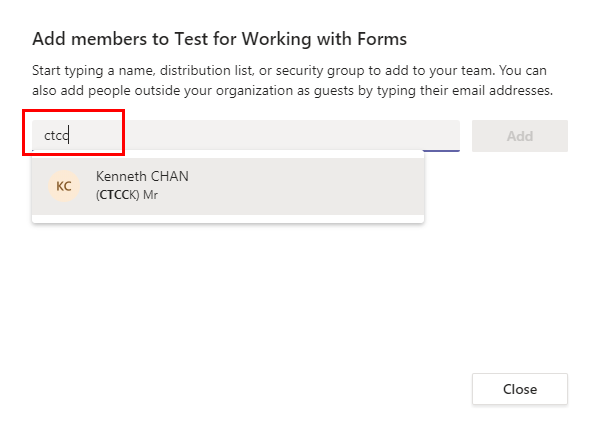 Add members to Test for Working with Forms
Start typing a name, distribution list, or security group to add to your team. You can
also add people outside your organization as guests by typing their email addresses.
ctcc
Add
KC
Kenneth CHAN
(CTCCK) Mr
Close